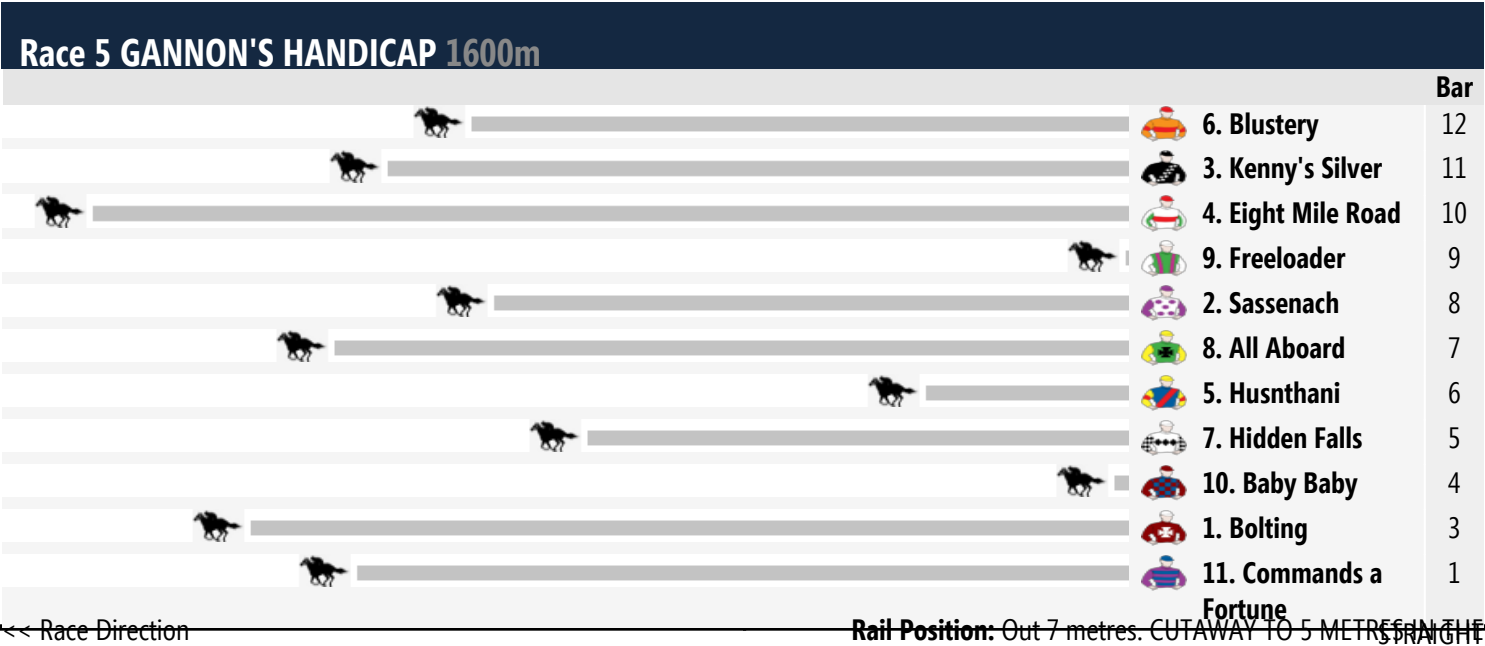 Race 5 GANNON'S HANDICAP 1600m
Bar
6. Blustery 12
3. Kenny's Silver 11
4. Eight Mile Road 10
9. Freeloader 9
2. Sassenach 8
8. All Aboard 7
5. Husnthani 6
7. Hidden Falls 5
10. Baby Baby 4
1. Bolting 3
11. Commands a 1
Fortune
<< Race Direction Rail Position: Out 7 metres. CUTAWAY TO 5 METRES IN THE
STRAIGHT